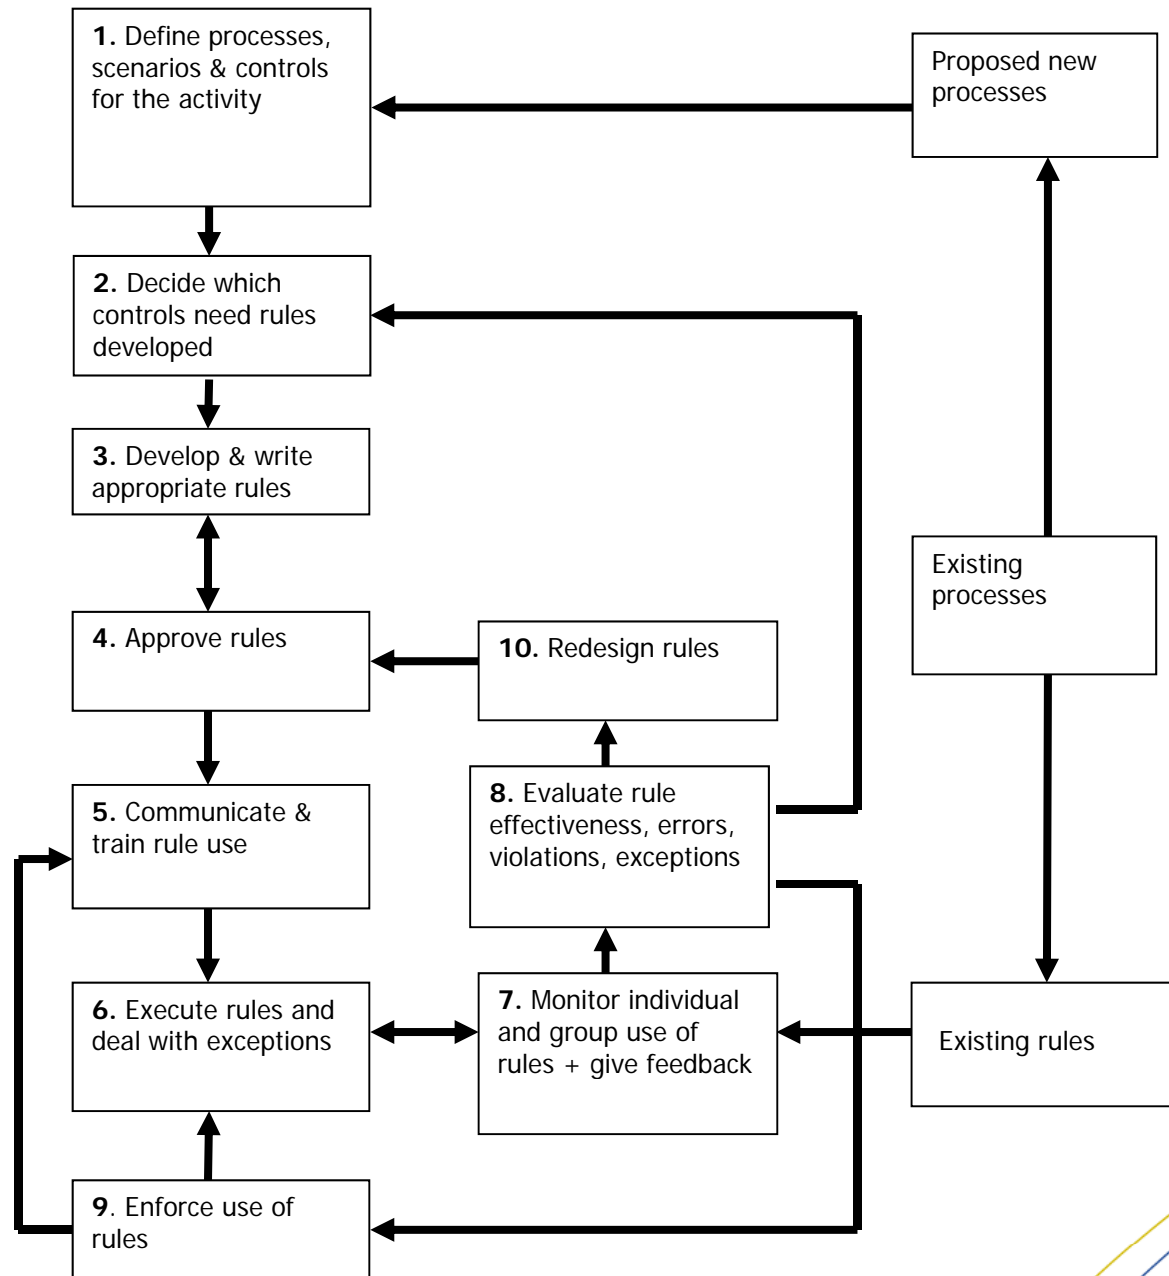 1. Define processes,
scenarios & controls
for the activity
Proposed new
processes
2. Decide which
controls need rules
developed
3. Develop & write
appropriate rules
Existing
processes
4. Approve rules
10. Redesign rules
5. Communicate &
train rule use
8. Evaluate rule
effectiveness, errors,
violations, exceptions
6. Execute rules and
deal with exceptions
7. Monitor individual
and group use of
rules + give feedback
Existing rules
9. Enforce use of
rules